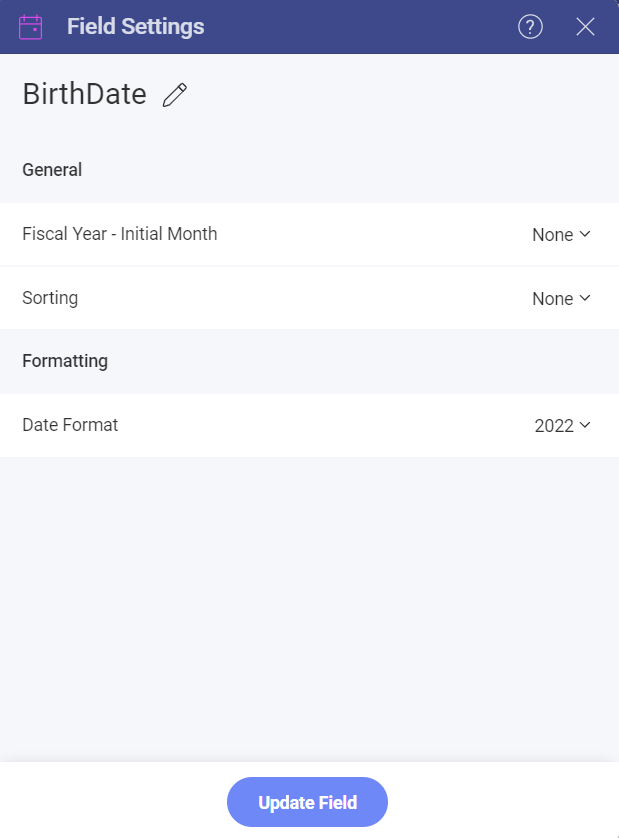 Field Settings ?
BirthDate
General
Fiscal Year - Initial Month None
Sorting None
Formatting
Date Format 2022
Update Field